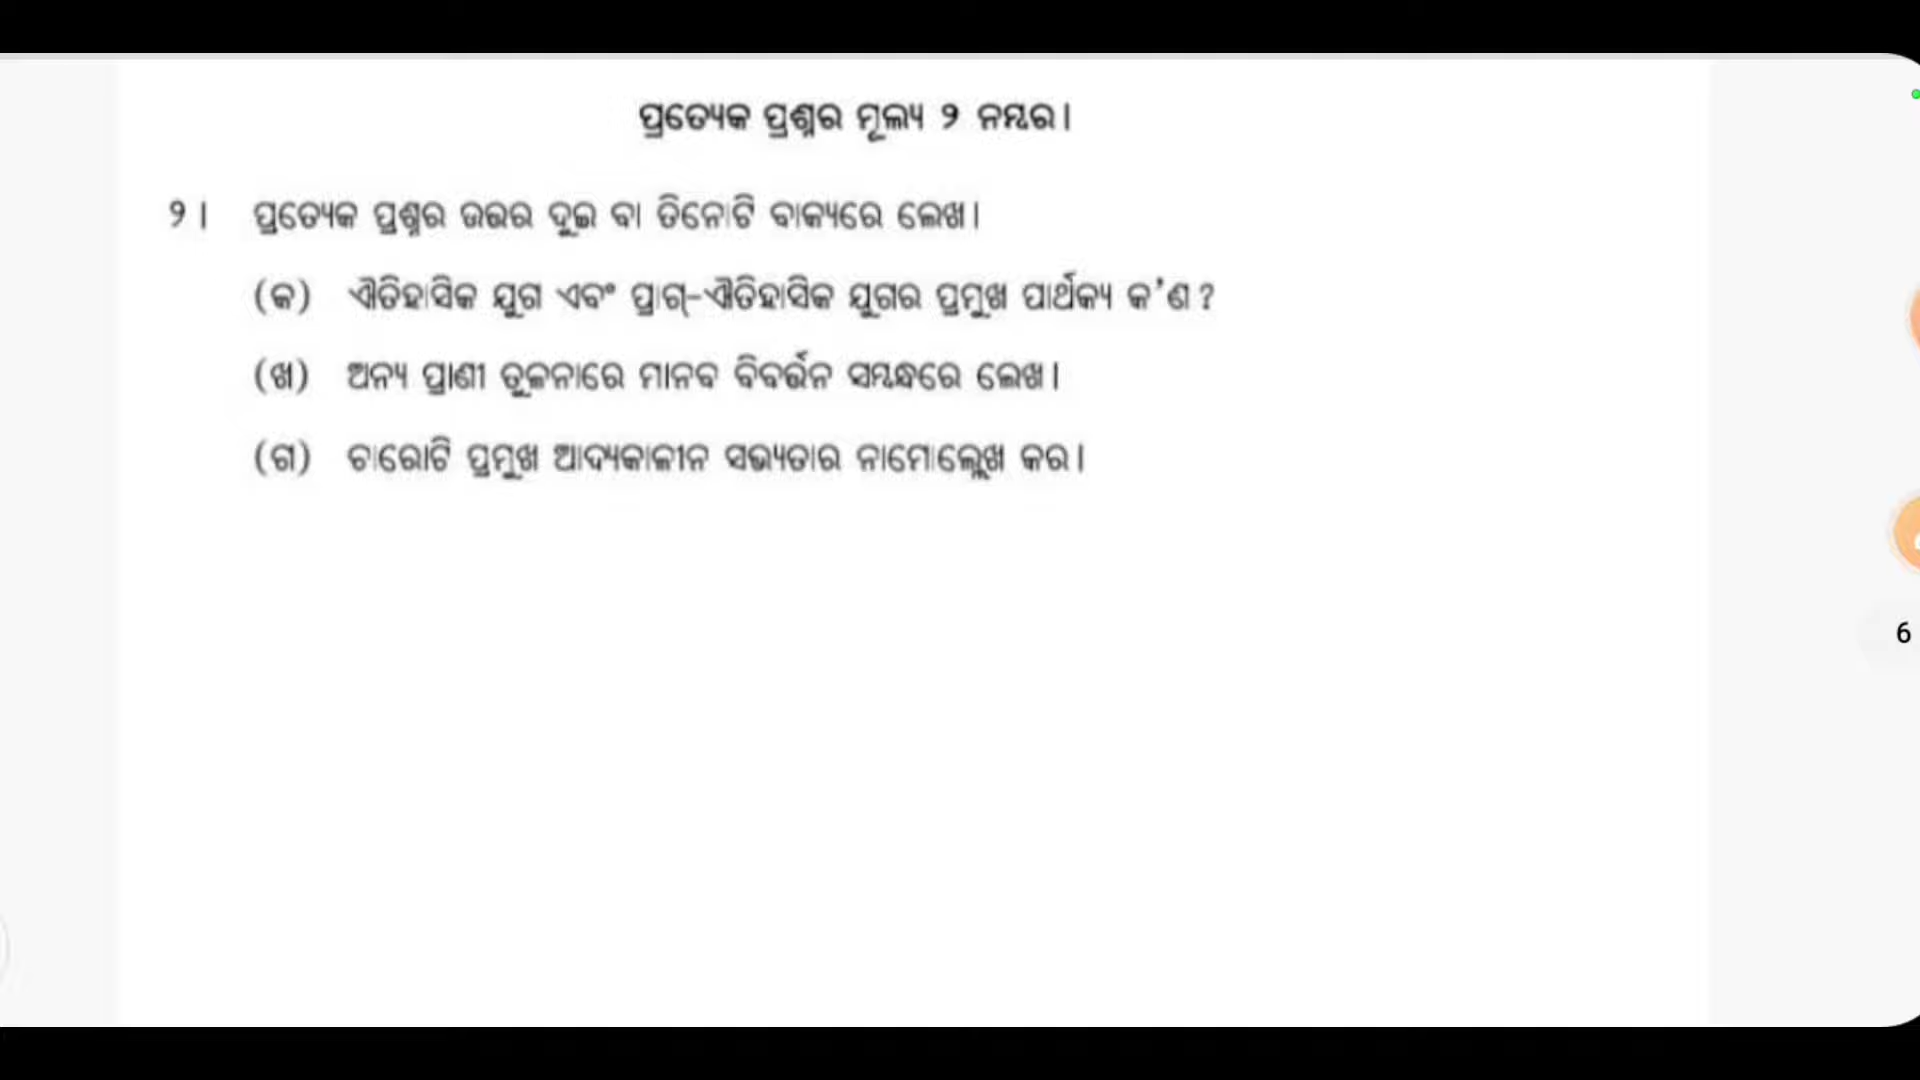 ପ୍ରତ୍ୟେକ ପ୍ରଶ୍ନର ମୂଲ୍ୟ ୨ ନମ୍ବର।
୨। ପ୍ରତ୍ୟେକ ପ୍ରଶ୍ନର ଉତ୍ତର ଦୁଇ ବା ତିନୋଟି ବାକ୍ୟରେ ଲେଖ।
(କ) ଐତିହାସିକ ଯୁଗ ଏବଂ ପ୍ରାଗ୍-ଐତିହାସିକ ଯୁଗର ପ୍ରମୁଖ ପାର୍ଥକ୍ୟ କ'ଣ ?
(ଖ) ଅନ୍ୟ ପ୍ରାଣୀ ତୁଳନାରେ ମାନବ ବିବର୍ତ୍ତନ ସମ୍ବନ୍ଧରେ ଲେଖ।
(ଗ) ଚାରୋଟି ପ୍ରମୁଖ ଆଦ୍ୟକାଳୀନ ସଭ୍ୟତାର ନାମୋଲ୍ଲେଖ କର।
6